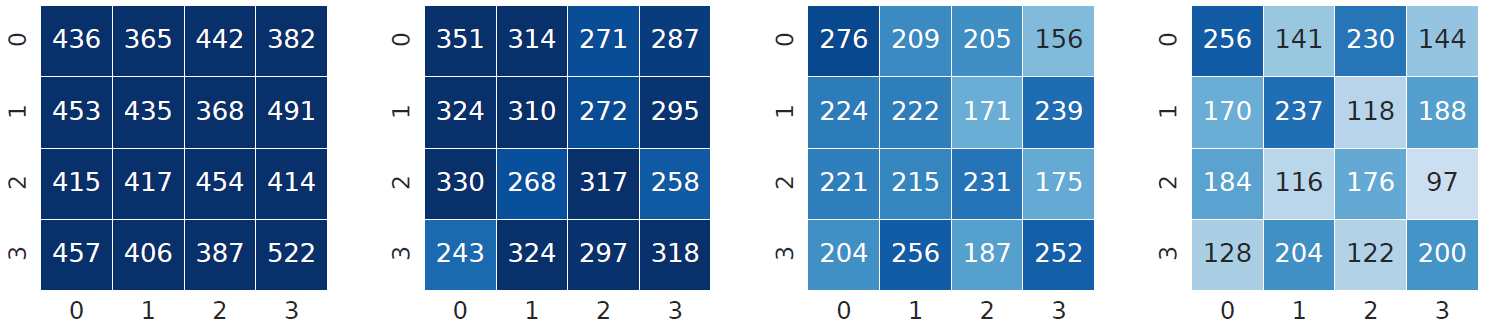 0 436 365 442 382
1 453 435 368 491
2 415 417 454 414
3 457 406 387 522
0 1 2 3
0 351 314 271 287
1 324 310 272 295
2 330 268 317 258
3 243 324 297 318
0 1 2 3
0 276 209 205 156
1 224 222 171 239
2 221 215 231 175
3 204 256 187 252
0 1 2 3
0 256 141 230 144
1 170 237 118 188
2 184 116 176 97
3 128 204 122 200
0 1 2 3